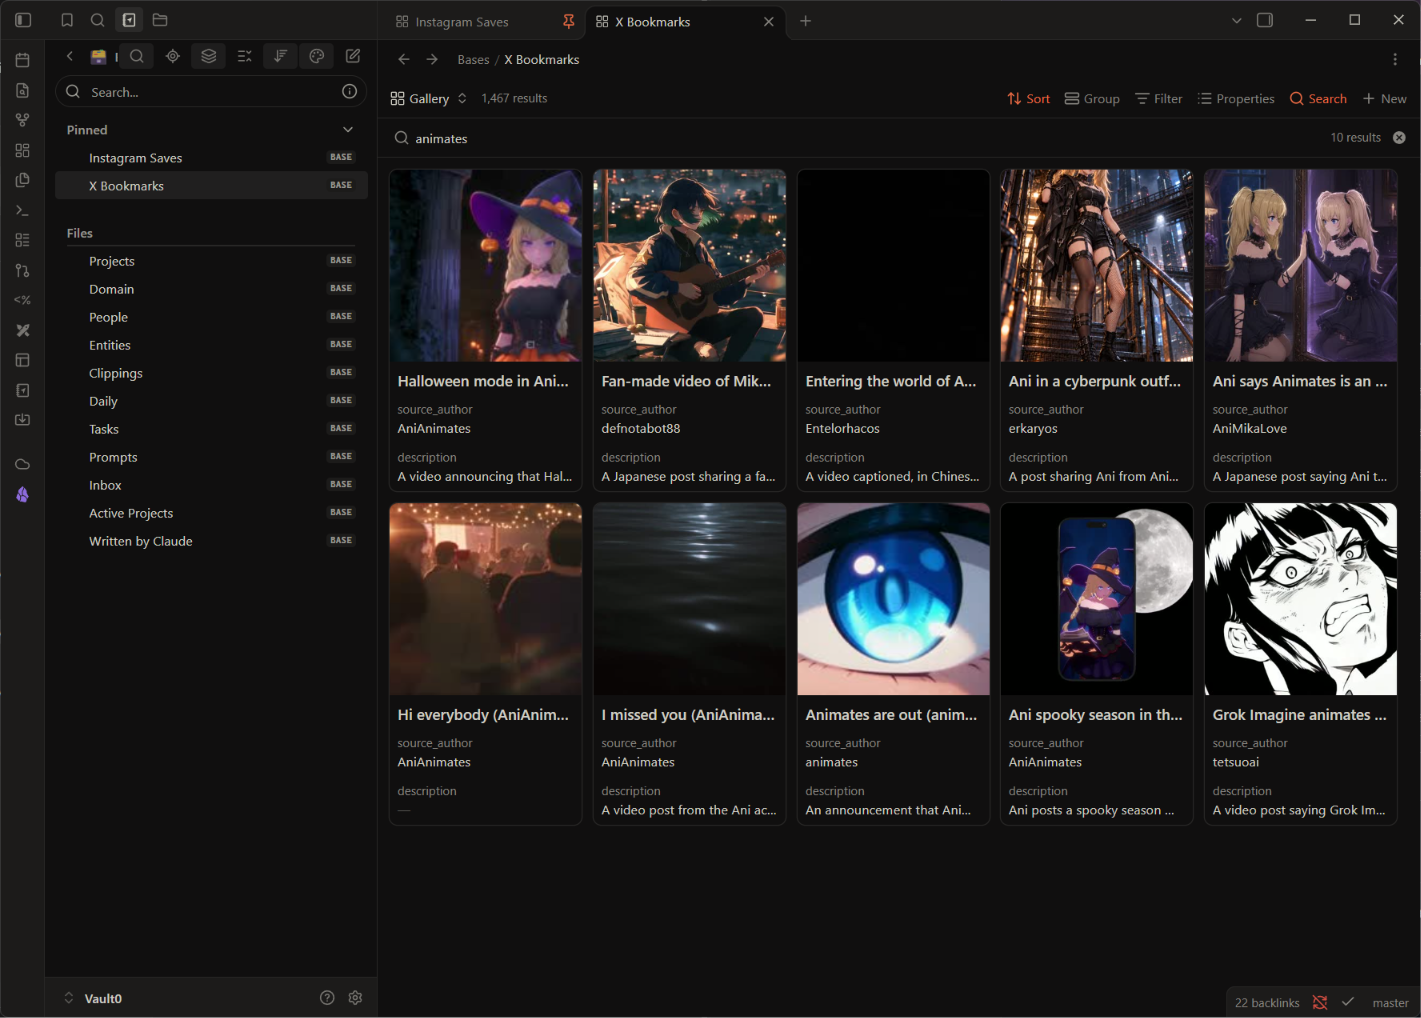 Instagram Saves
X Bookmarks
Bases / X Bookmarks
Search...
Gallery
1,467 results
Sort
Group
Filter
Properties
Search
New
Pinned
animates
10 results
Instagram Saves BASE
X Bookmarks BASE
Files
Projects BASE
Domain BASE
People BASE
Entities BASE
Clippings BASE
Daily BASE
Tasks BASE
Prompts BASE
Inbox BASE
Active Projects BASE
Written by Claude BASE
Halloween mode in Ani...
source_author
AniAnimates
description
A video announcing that Hal...
Fan-made video of Mik...
source_author
defnotabot88
description
A Japanese post sharing a fa...
Entering the world of A...
source_author
Entelorhacos
description
A video captioned, in Chines...
Ani in a cyberpunk outf...
source_author
erkaryos
description
A post sharing Ani from Ani...
Ani says Animates is an ...
source_author
AniMikaLove
description
A Japanese post saying Ani t...
Hi everybody (AniAnim...
source_author
AniAnimates
description
—
I missed you (AniAnima...
source_author
AniAnimates
description
A video post from the Ani ac...
Animates are out (anim...
source_author
animates
description
An announcement that Ani...
Ani spooky season in th...
source_author
AniAnimates
description
Ani posts a spooky season ...
Grok Imagine animates ...
source_author
tetsuoai
description
A video post saying Grok Im...
Vault0
22 backlinks
master